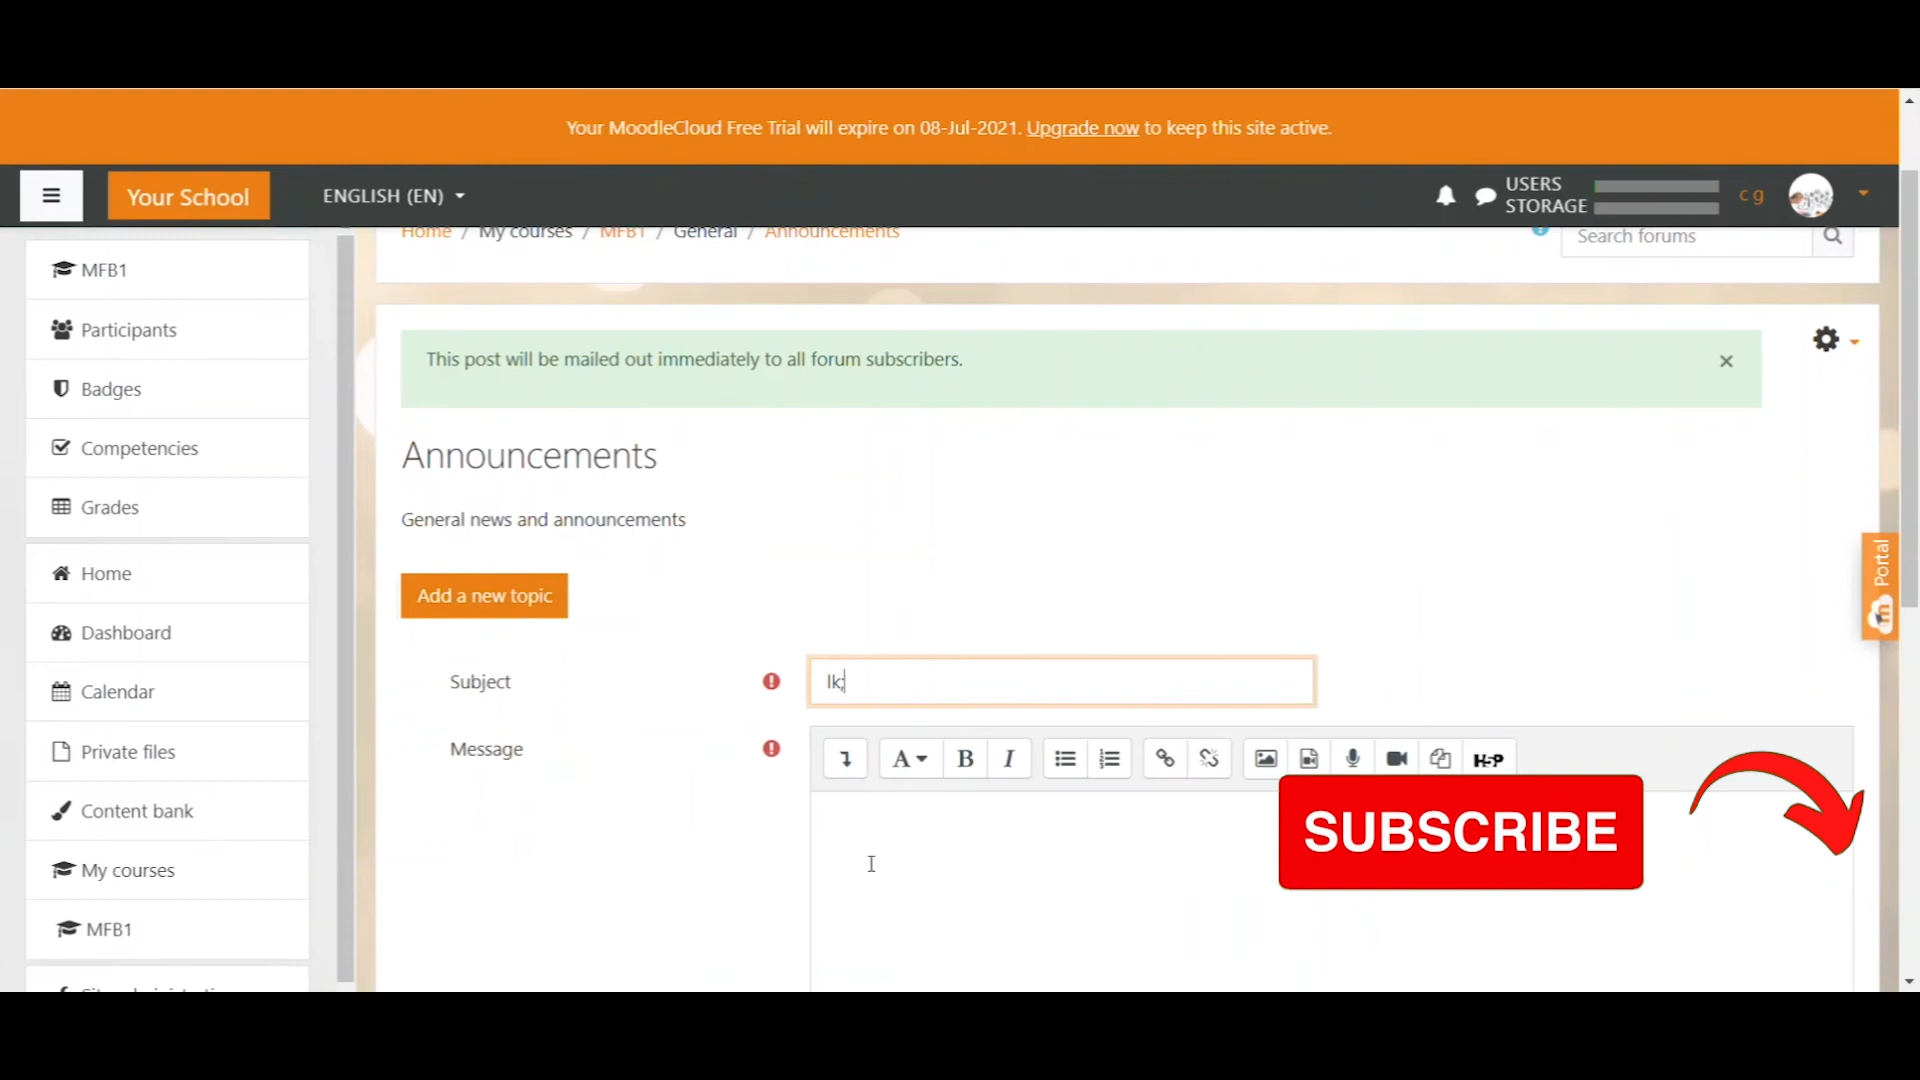 Your MoodleCloud Free Trial will expire on 08-Jul-2021. Upgrade now to keep this site active.
Your School
ENGLISH (EN)
USERS
STORAGE
c g
Home / My courses / MFB1 / General / Announcements
Search forums
MFB1
Participants
Badges
Competencies
Grades
Home
Dashboard
Calendar
Private files
Content bank
My courses
MFB1
This post will be mailed out immediately to all forum subscribers.
×
Announcements
General news and announcements
Add a new topic
Subject
lk;
Message
A
B
I
H5P
Portal
SUBSCRIBE